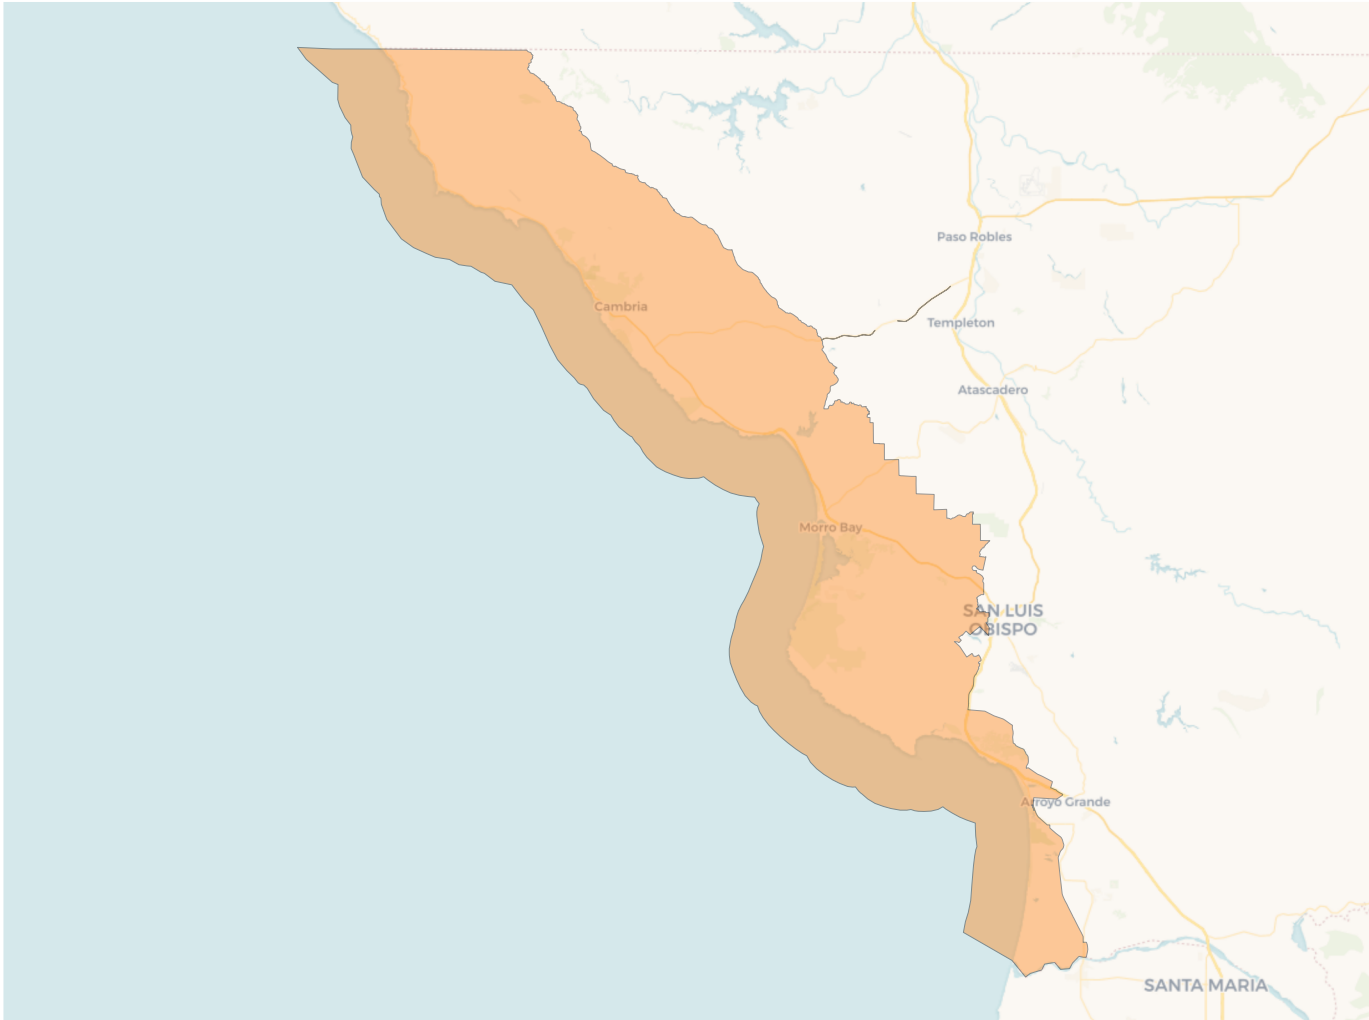 Paso Robles
Cambria
Templeton
Atascadero
Morro Bay
SAN LUIS
OBISPO
Arroyo Grande
SANTA MARIA